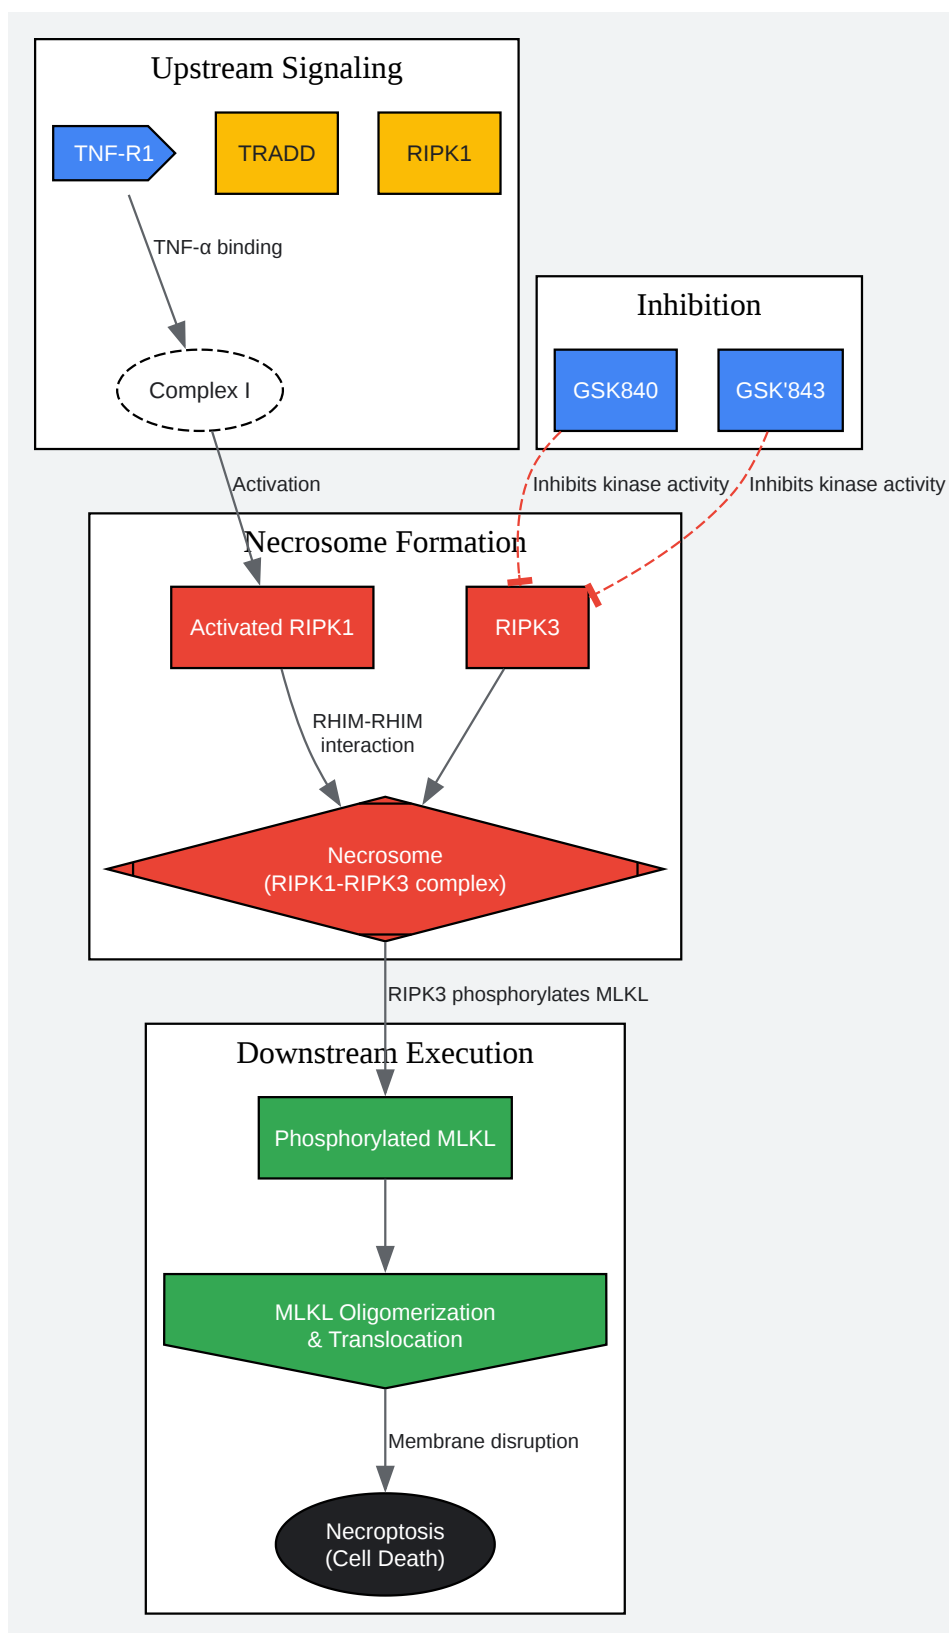 Upstream Signaling
TNF-R1
TRADD
RIPK1
TNF-α binding
Complex I
Inhibition
GSK840
GSK'843
Activation
Inhibits kinase activity
Inhibits kinase activity
Necrosome Formation
Activated RIPK1
RIPK3
RHIM-RHIM
interaction
Necrosome
(RIPK1-RIPK3 complex)
RIPK3 phosphorylates MLKL
Downstream Execution
Phosphorylated MLKL
MLKL Oligomerization
& Translocation
Membrane disruption
Necroptosis
(Cell Death)